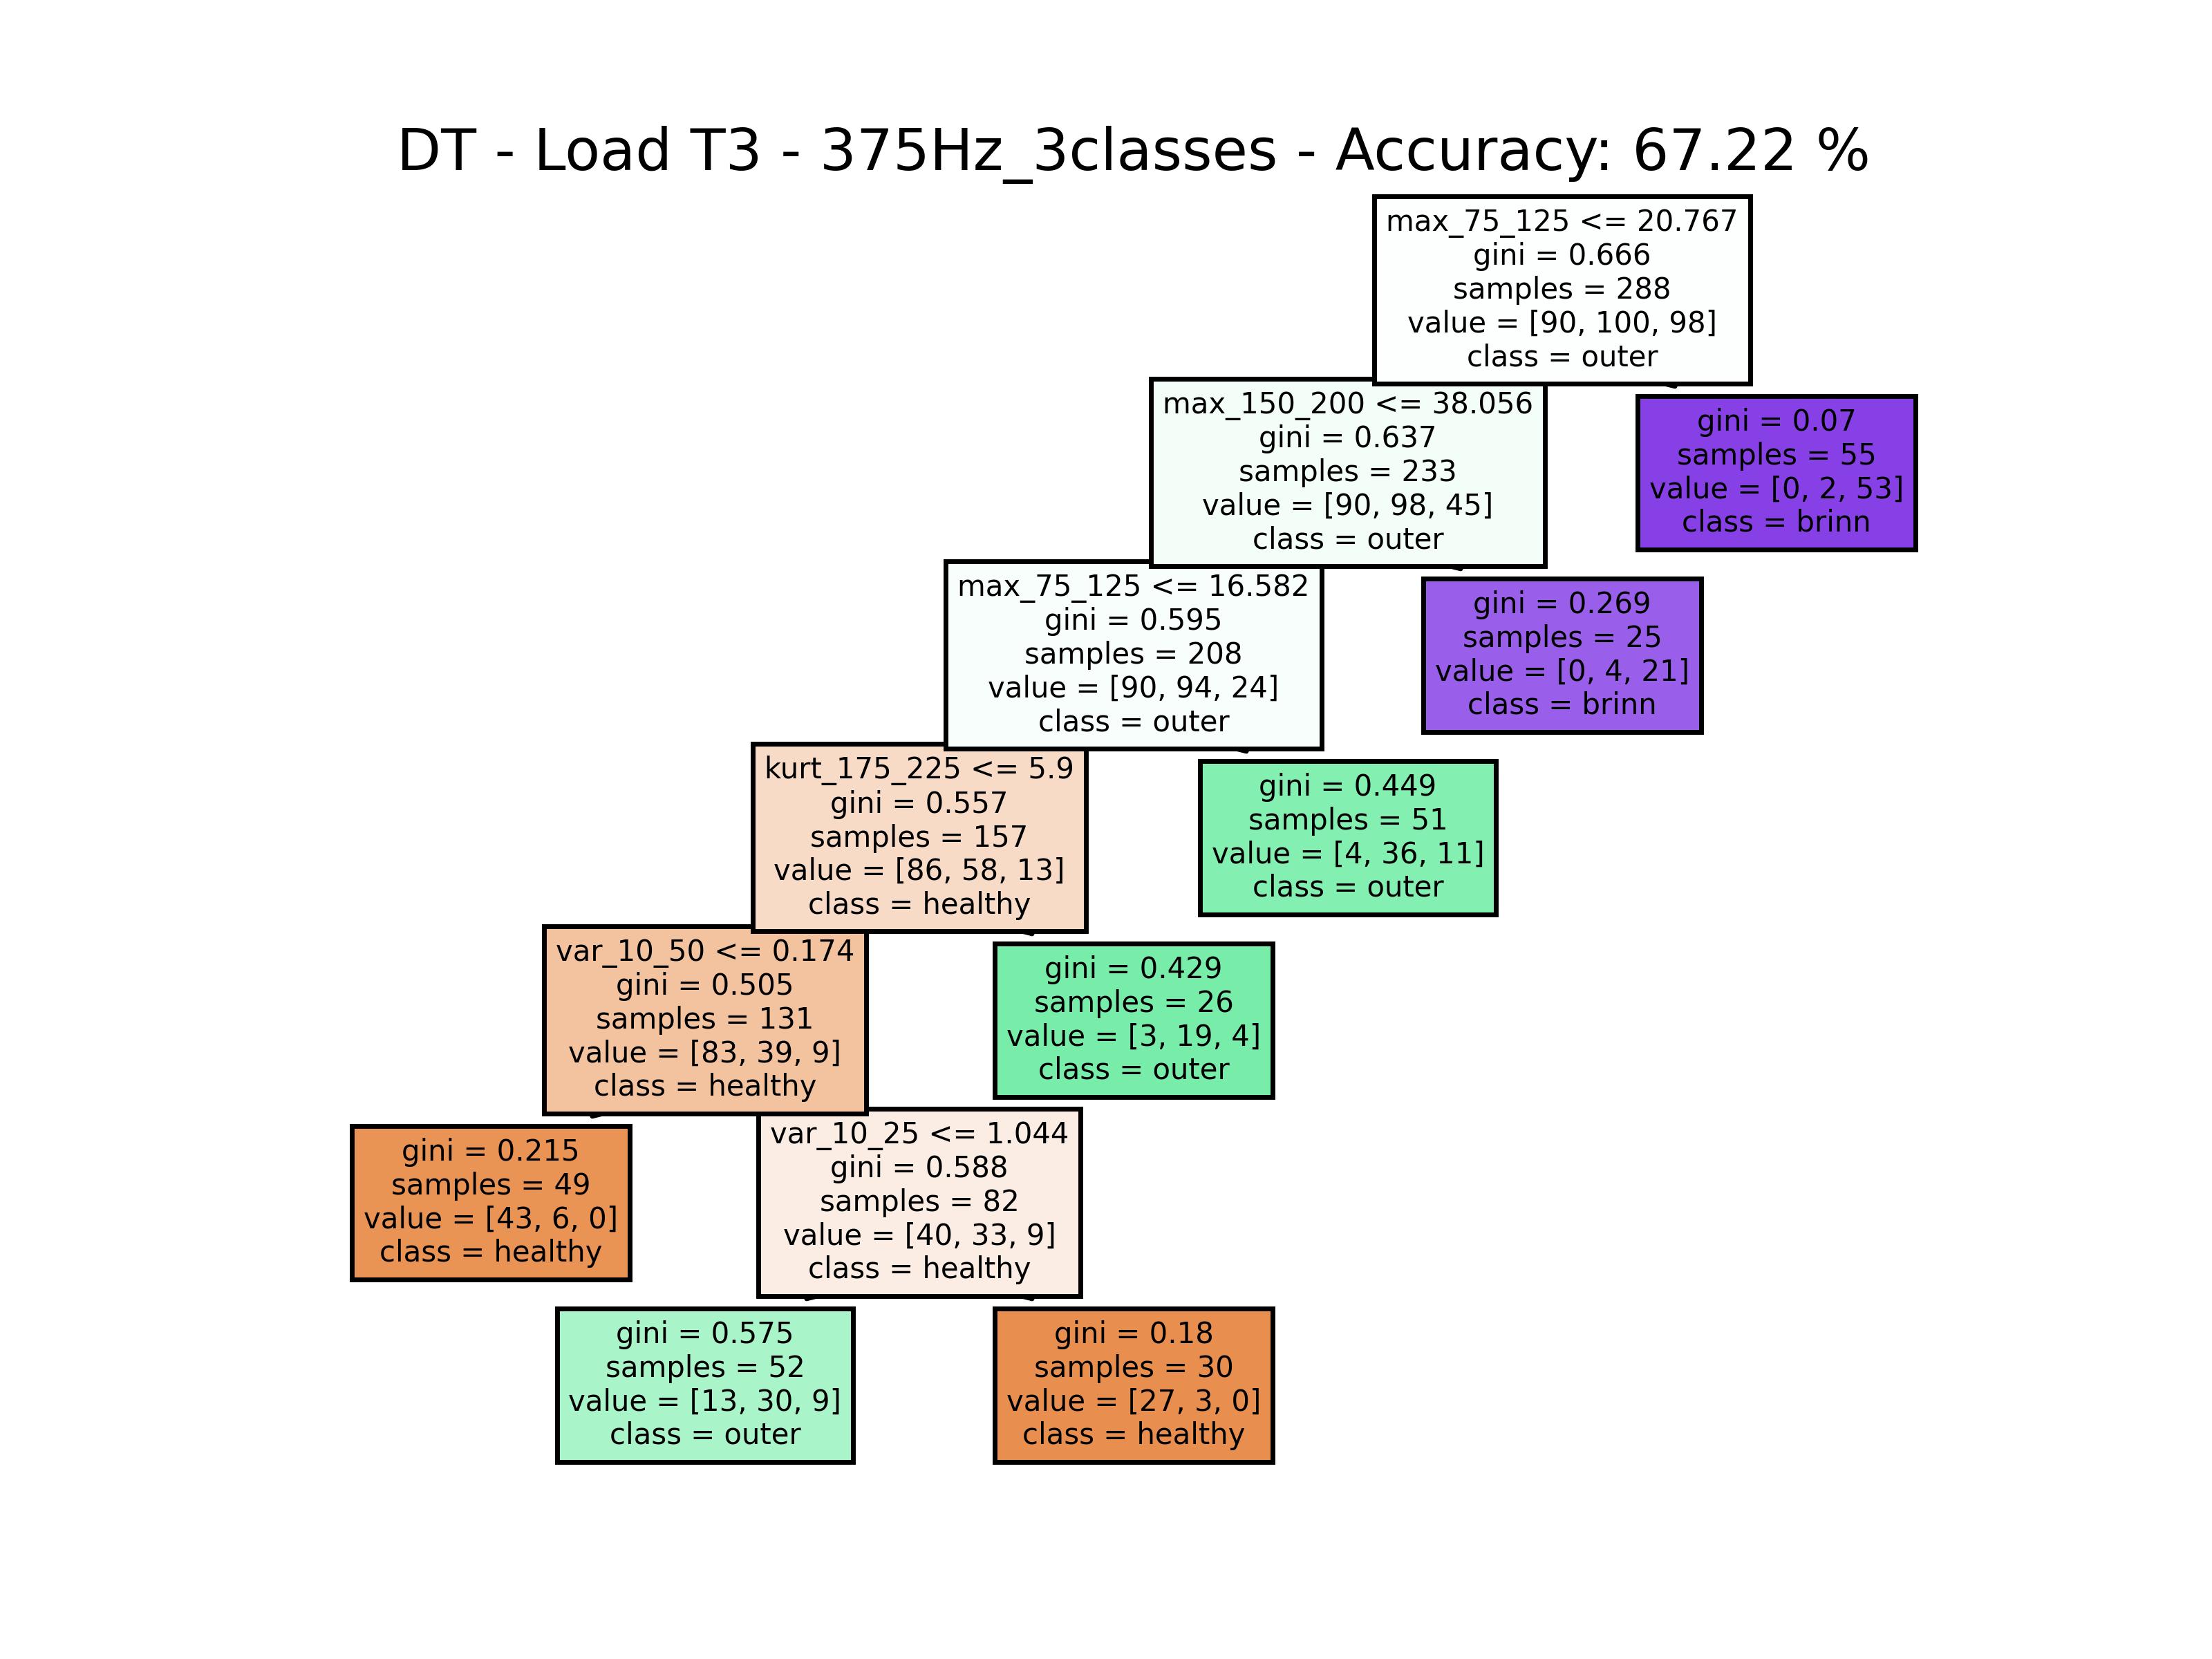 DT - Load T3 - 375Hz_3classes - Accuracy: 67.22 %
max_75_125 <= 20.767
gini = 0.666
samples = 288
value = [90, 100, 98]
class = outer
max_150_200 <= 38.056
gini = 0.637
samples = 233
value = [90, 98, 45]
class = outer
gini = 0.07
samples = 55
value = [0, 2, 53]
class = brinn
max_75_125 <= 16.582
gini = 0.595
samples = 208
value = [90, 94, 24]
class = outer
gini = 0.269
samples = 25
value = [0, 4, 21]
class = brinn
kurt_175_225 <= 5.9
gini = 0.557
samples = 157
value = [86, 58, 13]
class = healthy
gini = 0.449
samples = 51
value = [4, 36, 11]
class = outer
var_10_50 <= 0.174
gini = 0.505
samples = 131
value = [83, 39, 9]
class = healthy
gini = 0.429
samples = 26
value = [3, 19, 4]
class = outer
gini = 0.215
samples = 49
value = [43, 6, 0]
class = healthy
var_10_25 <= 1.044
gini = 0.588
samples = 82
value = [40, 33, 9]
class = healthy
gini = 0.575
samples = 52
value = [13, 30, 9]
class = outer
gini = 0.18
samples = 30
value = [27, 3, 0]
class = healthy